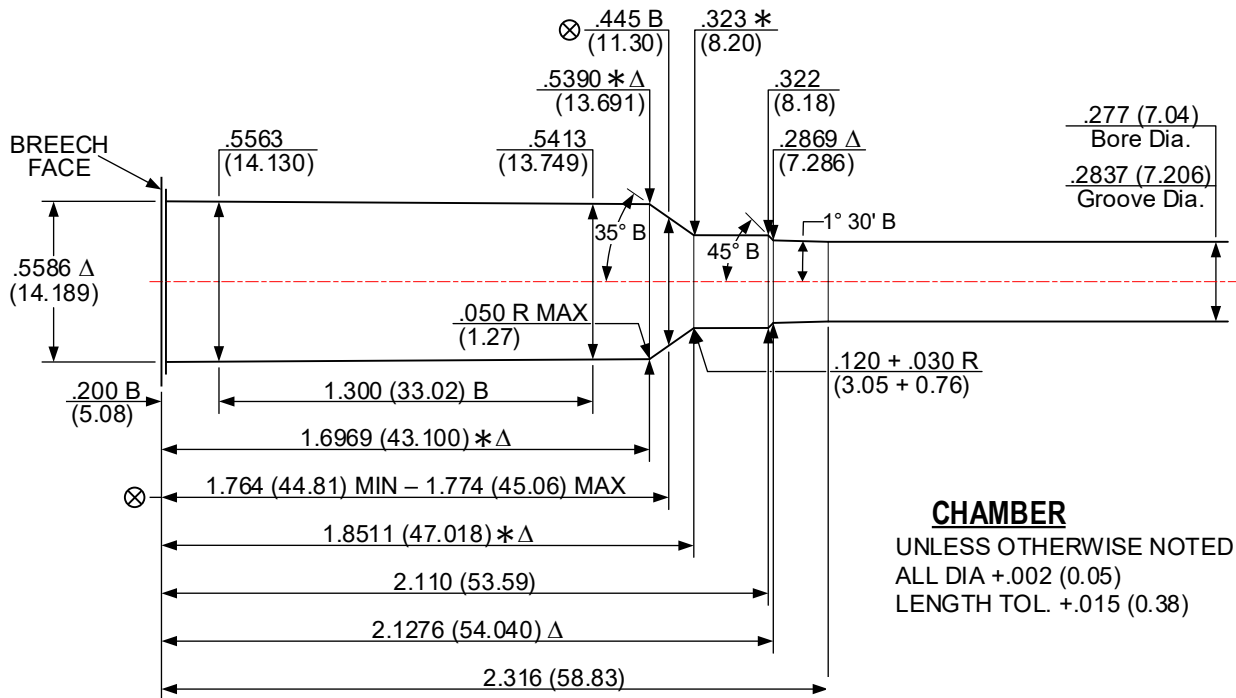 ⊗ .445 B
(11.30)
.323 *
(8.20)
.5390 * Δ
(13.691)
.322
(8.18)
.277 (7.04)
Bore Dia.
.2837 (7.206)
Groove Dia.
BREECH
FACE
.5563
(14.130)
.5413
(13.749)
.2869 Δ
(7.286)
35° B
45° B
1° 30' B
.5586 Δ
(14.189)
.050 R MAX
(1.27)
.120 + .030 R
(3.05 + 0.76)
.200 B
(5.08)
1.300 (33.02) B
1.6969 (43.100) * Δ
⊗ 1.764 (44.81) MIN – 1.774 (45.06) MAX
1.8511 (47.018) * Δ
2.110 (53.59)
2.1276 (54.040) Δ
2.316 (58.83)
CHAMBER
UNLESS OTHERWISE NOTED
ALL DIA +.002 (0.05)
LENGTH TOL. +.015 (0.38)